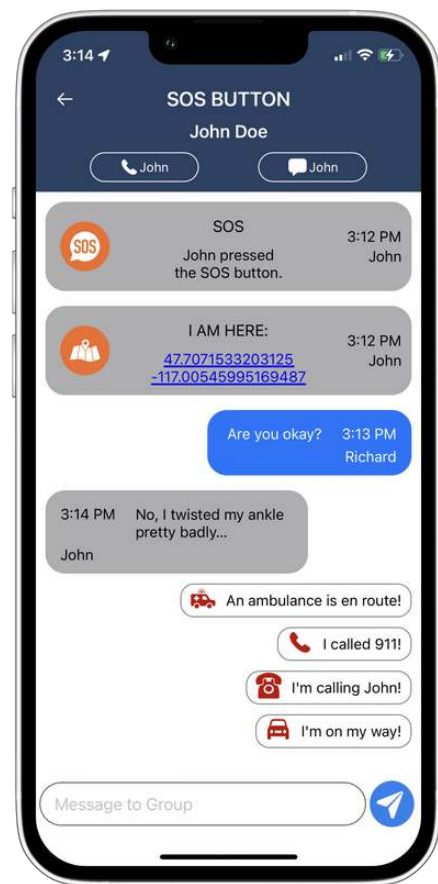 3:14
SOS BUTTON
John Doe
John
John
SOS
SOS
3:12 PM
John pressed
the SOS button.
John
I AM HERE:
3:12 PM
47.7071533203125
-117.00545995169487
John
Are you okay?
3:13 PM
Richard
3:14 PM
No, I twisted my ankle
pretty badly...
John
An ambulance is en route!
I called 911!
I'm calling John!
I'm on my way!
Message to Group